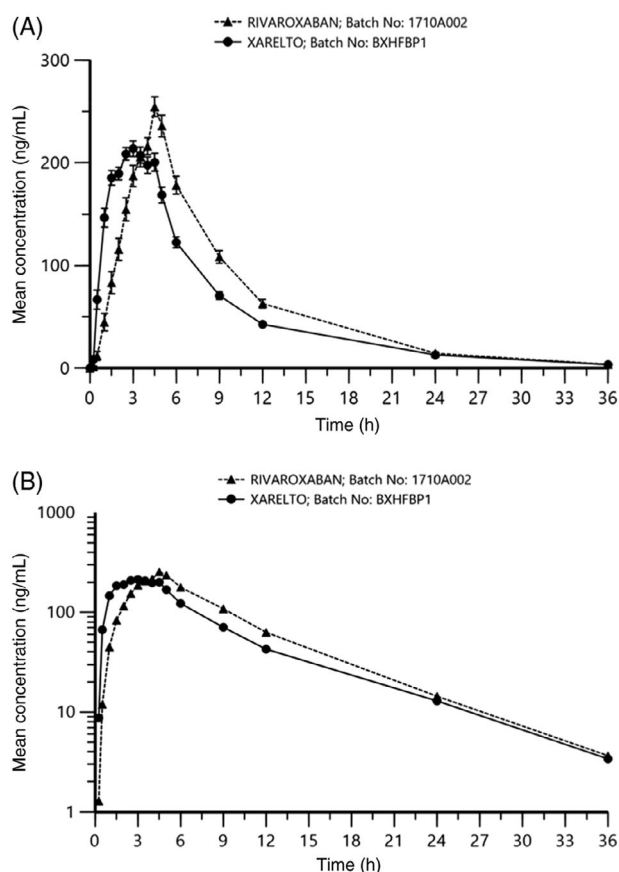 (A)
RIVAROXABAN; Batch No: 1710A002
XARELTO; Batch No: BXHFBP1
300
200
100
0
Mean concentration (ng/mL)
0 3 6 9 12 15 18 21 24 27 30 33 36
Time (h)
(B)
RIVAROXABAN; Batch No: 1710A002
XARELTO; Batch No: BXHFBP1
1000
100
10
1
Mean concentration (ng/mL)
0 3 6 9 12 15 18 21 24 27 30 33 36
Time (h)